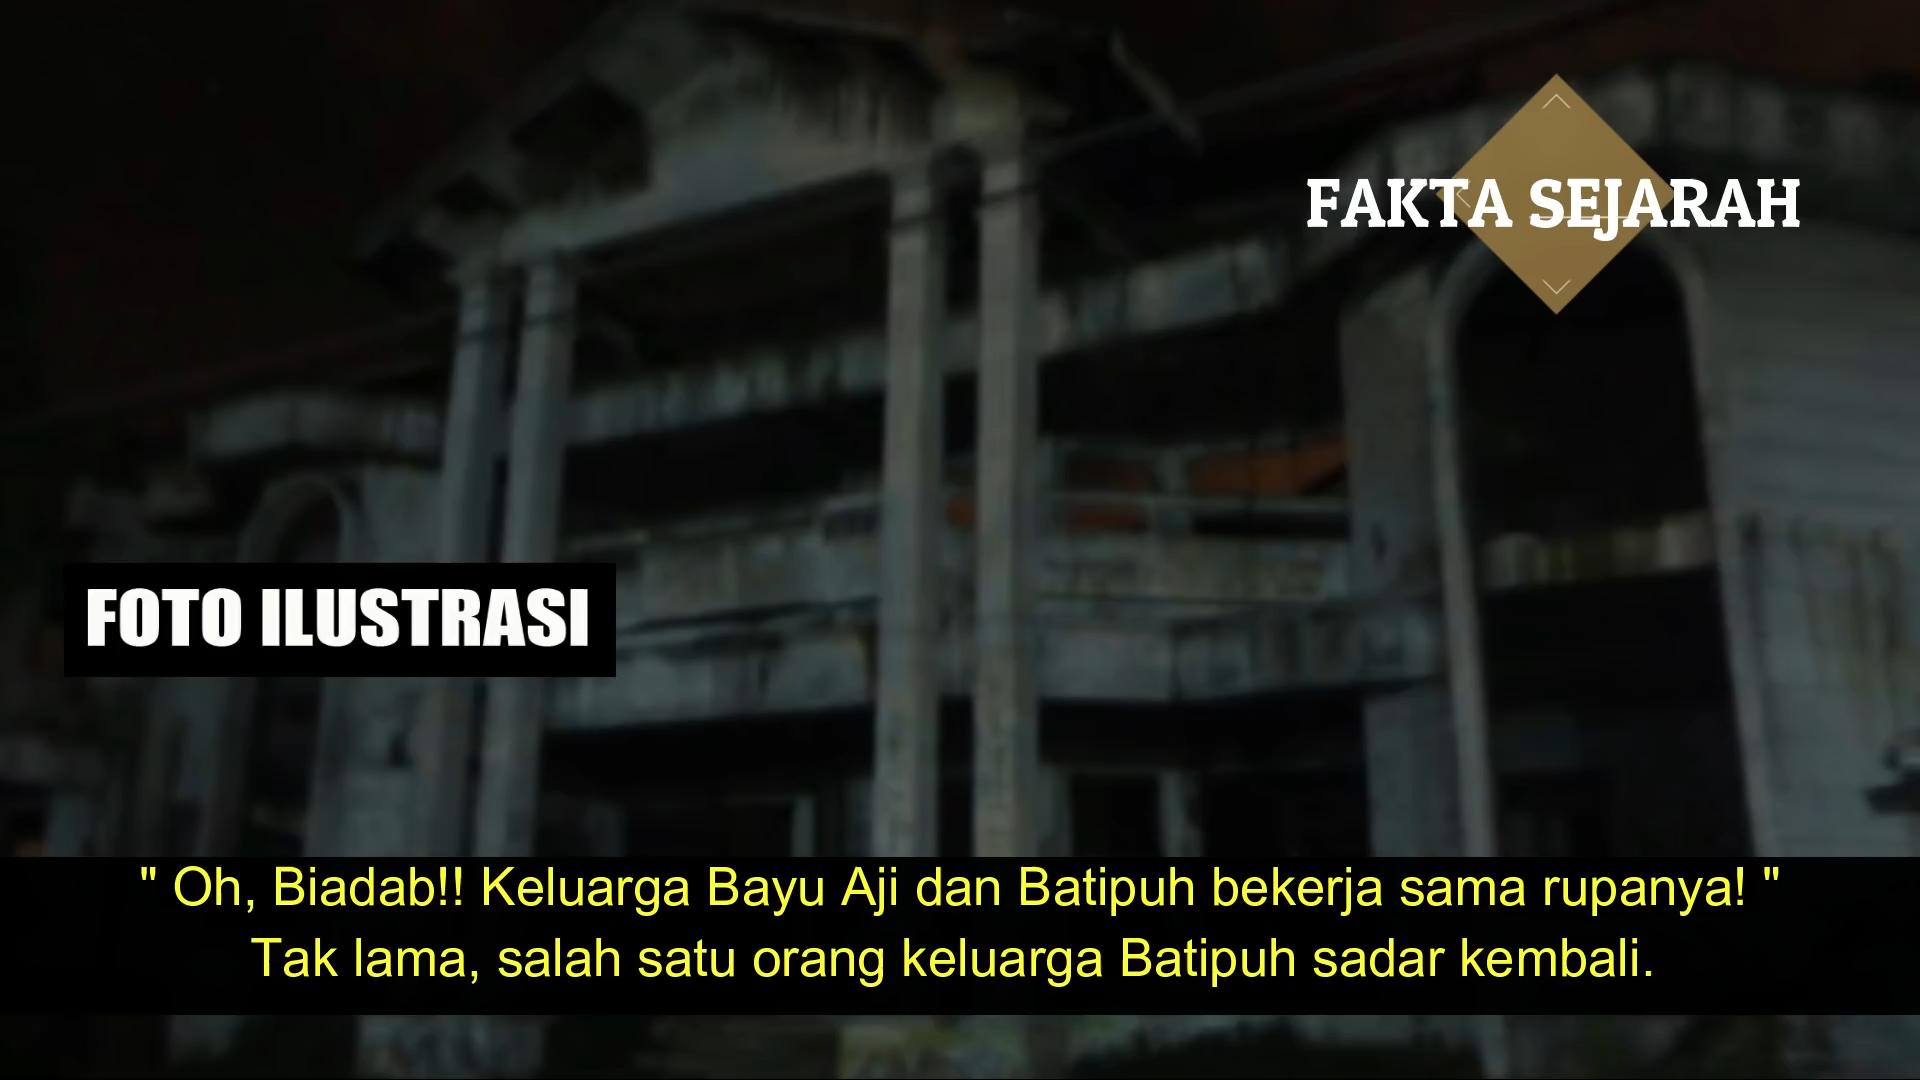 FAKTA SEJARAH
FOTO ILUSTRASI
" Oh, Biadab!! Keluarga Bayu Aji dan Batipuh bekerja sama rupanya! "
Tak lama, salah satu orang keluarga Batipuh sadar kembali.